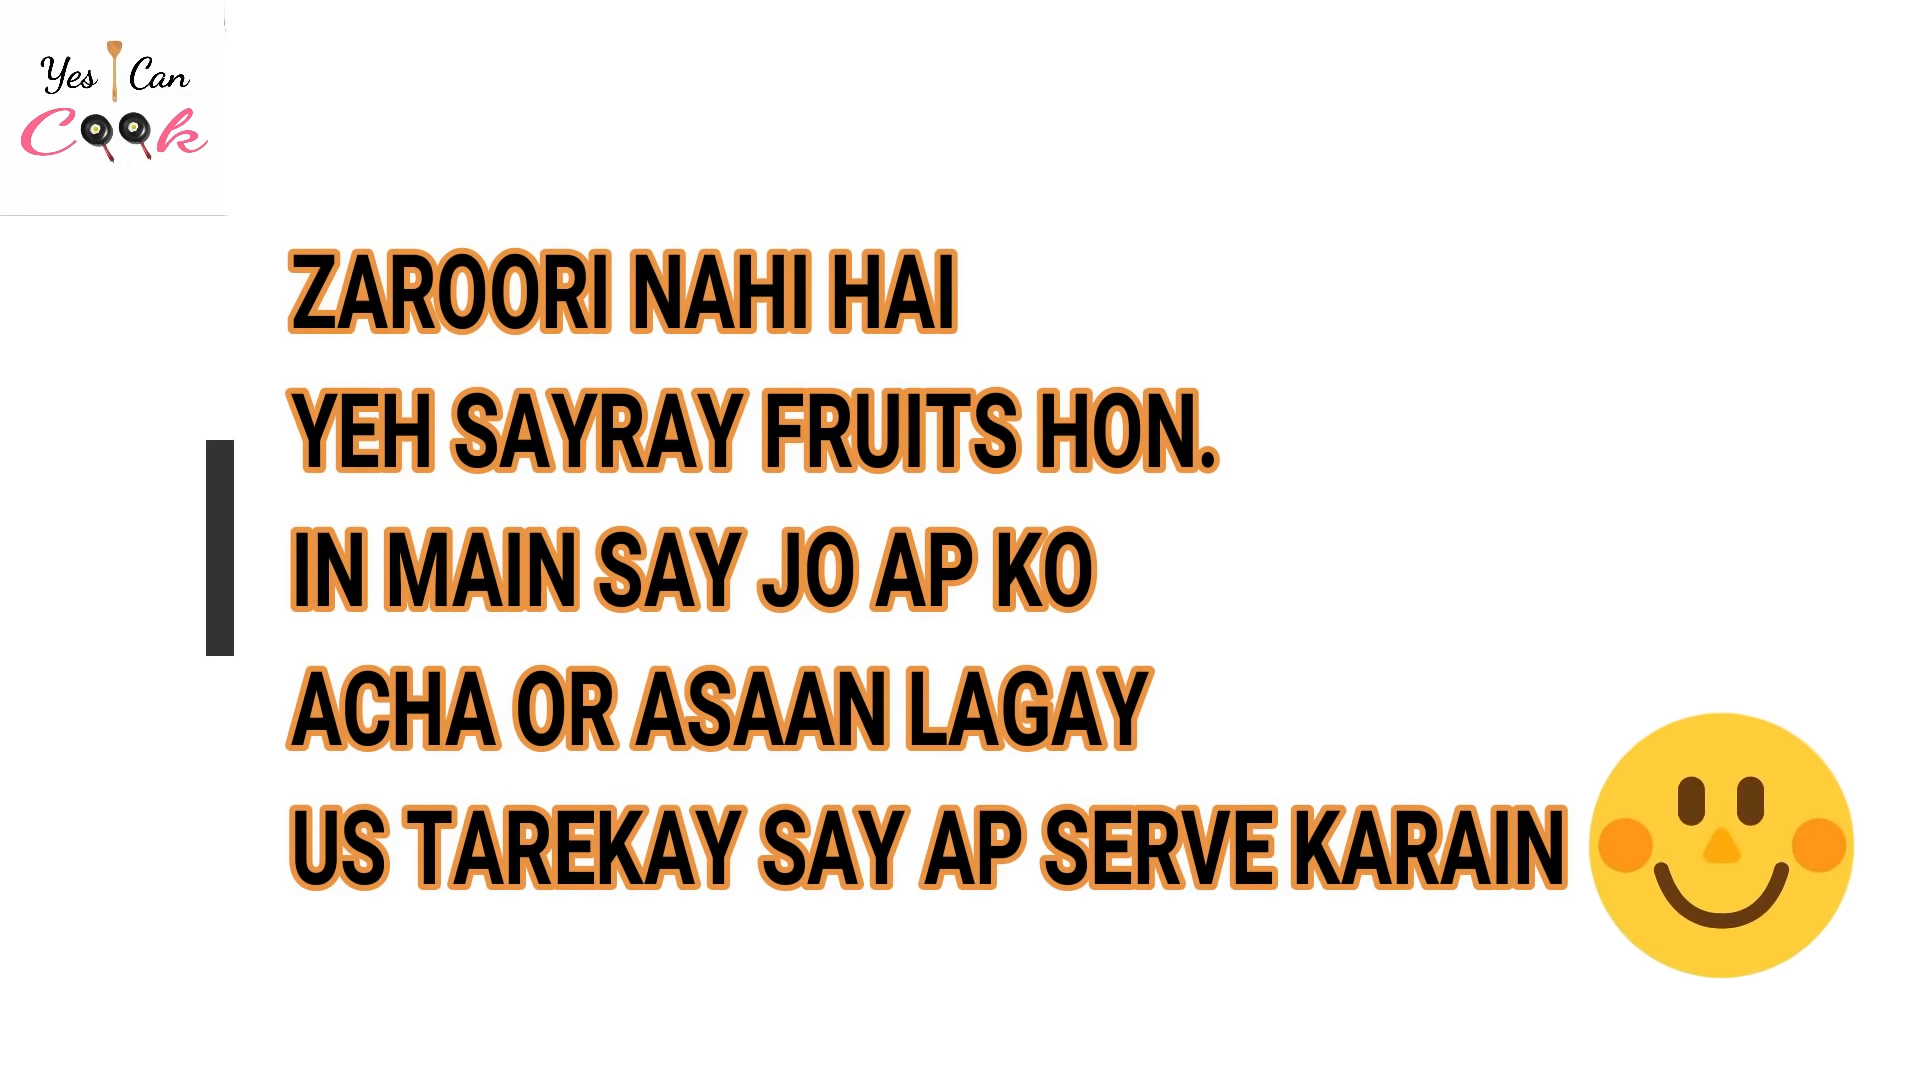 Yes I Can
Cook
ZAROORI NAHI HAI
YEH SAYRAY FRUITS HON.
IN MAIN SAY JO AP KO
ACHA OR ASAAN LAGAY
US TAREKAY SAY AP SERVE KARAIN